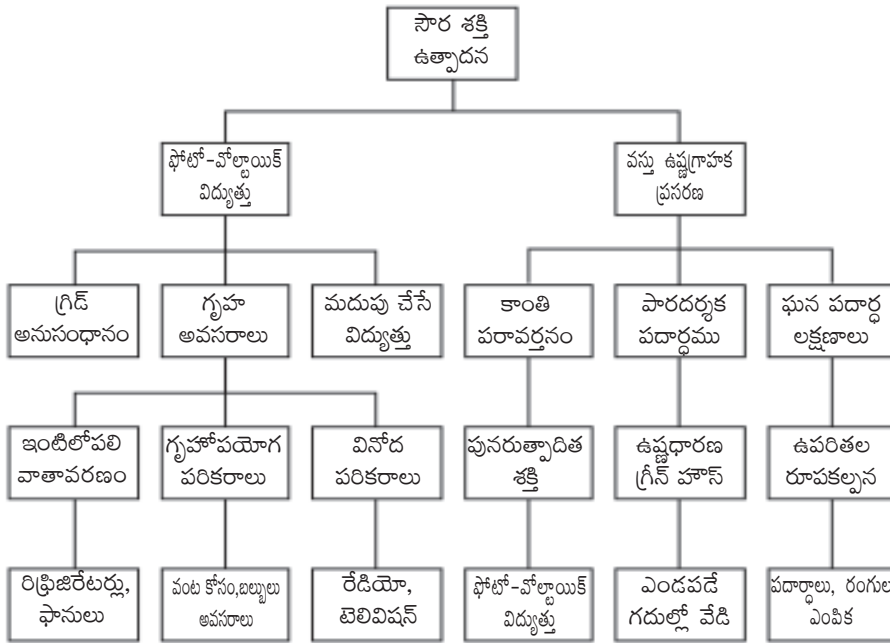 సౌర శక్తి
ఉత్పాదన
ఫోటో-వోల్టాయిక్
విద్యుత్తు
వస్తు ఉష్ణగ్రాహక
ప్రసరణ
గ్రిడ్
అనుసంధానం
గృహ
అవసరాలు
మదుపు చేసే
విద్యుత్తు
కాంతి
పరావర్తనం
పారదర్శక
పదార్థము
ఘన పదార్ధ
లక్షణాలు
ఇంటిలోపలి
వాతావరణం
గృహోపయోగ
పరికరాలు
వినోద
పరికరాలు
పునరుత్పాదిత
శక్తి
ఉష్ణధారణ
గ్రీన్ హౌస్
ఉపరితల
రూపకల్పన
రిఫ్రిజిరేటర్లు,
ఫానులు
వంట కోసం,బల్బులు
అవసరాలు
రేడియో,
టెలివిషన్
ఫోటో-వోల్టాయిక్
విద్యుత్తు
ఎండపడే
గదుల్లో వేడి
పదార్థాలు, రంగుల
ఎంపిక